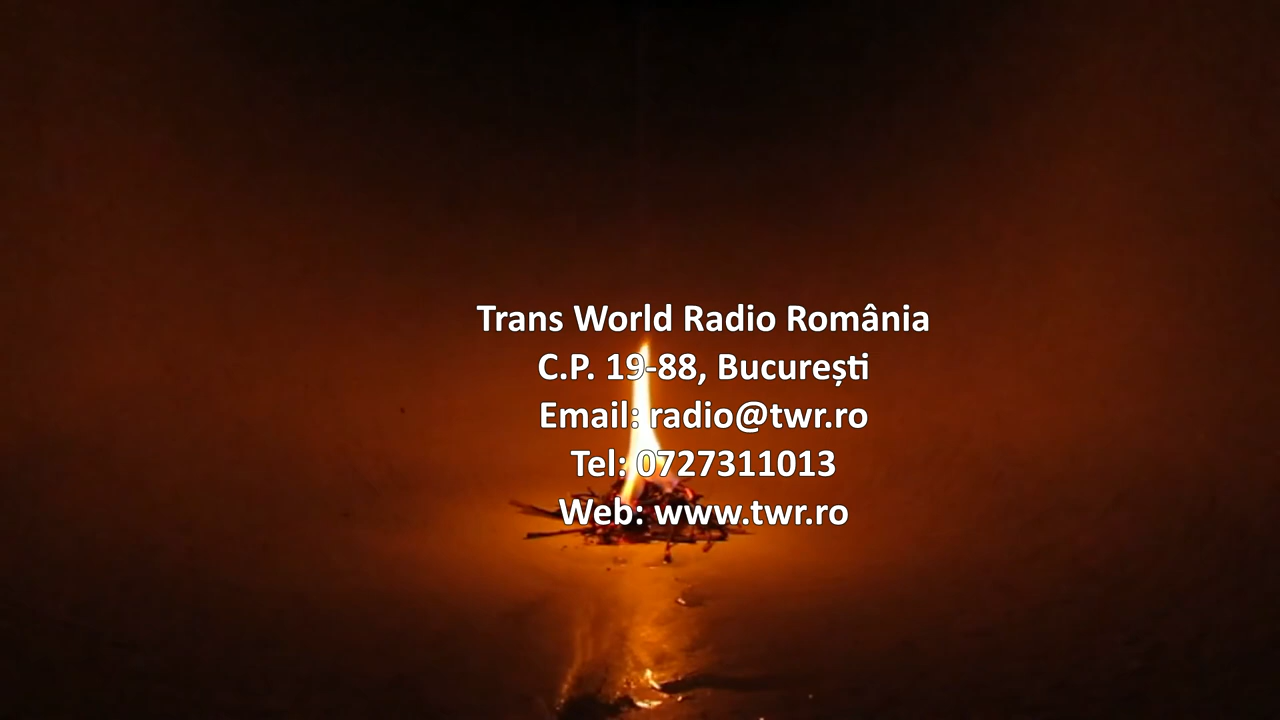 Trans World Radio România
C.P. 19-88, București
Email: radio@twr.ro
Tel: 0727311013
Web: www.twr.ro